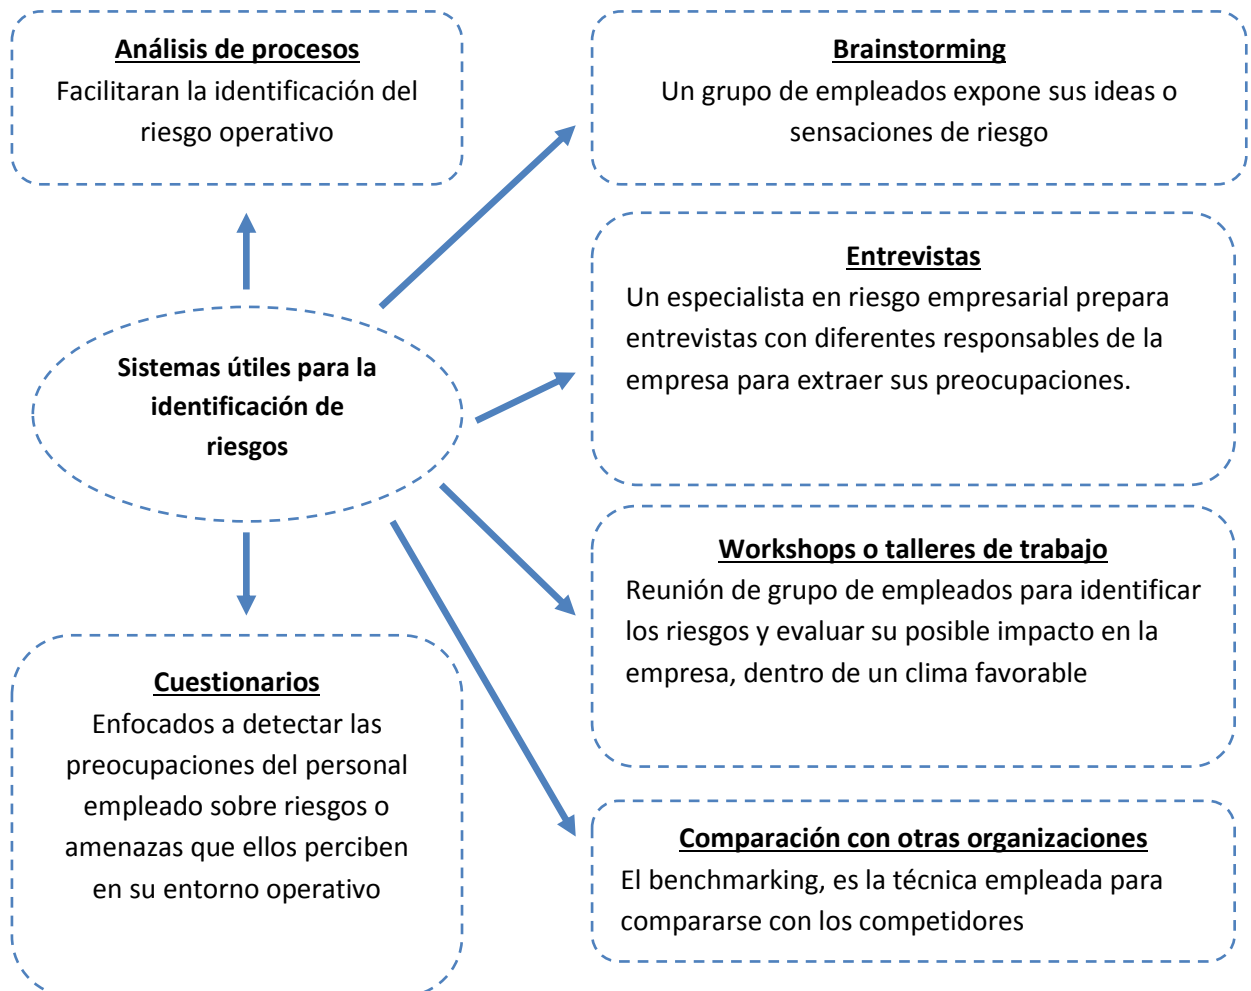 Análisis de procesos
Facilitaran la identificación del
riesgo operativo
Brainstorming
Un grupo de empleados expone sus ideas o
sensaciones de riesgo
Entrevistas
Un especialista en riesgo empresarial prepara
entrevistas con diferentes responsables de la
empresa para extraer sus preocupaciones.
Sistemas útiles para la
identificación de
riesgos
Workshops o talleres de trabajo
Reunión de grupo de empleados para identificar
los riesgos y evaluar su posible impacto en la
empresa, dentro de un clima favorable
Cuestionarios
Enfocados a detectar las
preocupaciones del personal
empleado sobre riesgos o
amenazas que ellos perciben
en su entorno operativo
Comparación con otras organizaciones
El benchmarking, es la técnica empleada para
compararse con los competidores